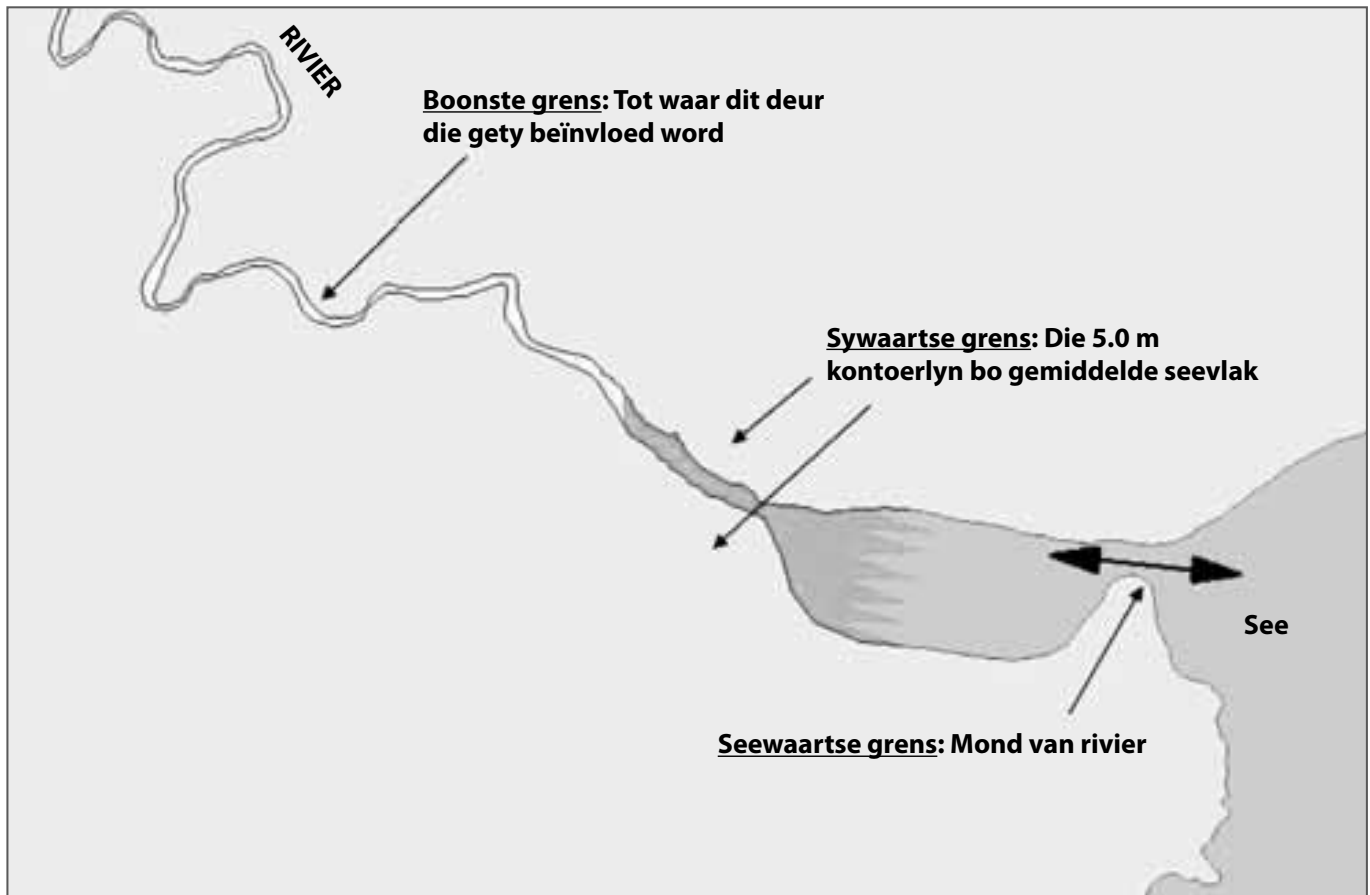 RIVIER
Boonste grens: Tot waar dit deur
die gety beïnvloed word
Sywaartse grens: Die 5.0 m
kontoerlyn bo gemiddelde seevlak
See
Seewaartse grens: Mond van rivier